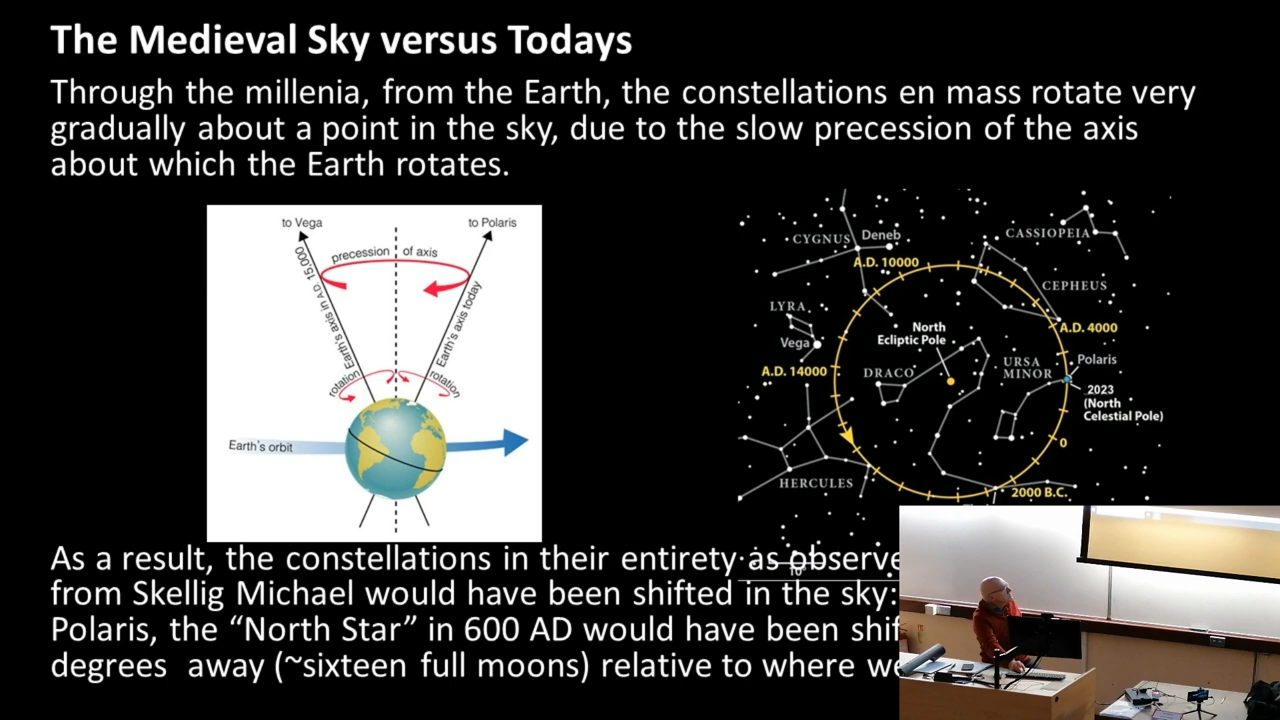 The Medieval Sky versus Todays
Through the millenia, from the Earth, the constellations en mass rotate very
gradually about a point in the sky, due to the slow precession of the axis
about which the Earth rotates.
to Vega
to Polaris
precession of axis
Earth's axis in A.D. 15,000
Earth's axis today
rotation
rotation
Earth's orbit
CYGNUS
Deneb
CASSIOPEIA
A.D. 10000
CEPHEUS
LYRA
North
Ecliptic Pole
A.D. 4000
Vega
Polaris
URSA
MINOR
A.D. 14000
DRACO
2023
(North
Celestial Pole)
0
HERCULES
2000 B.C.
10°
As a result, the constellations in their entirety as observe
from Skellig Michael would have been shifted in the sky:
Polaris, the “North Star” in 600 AD would have been shif
degrees away (~sixteen full moons) relative to where we